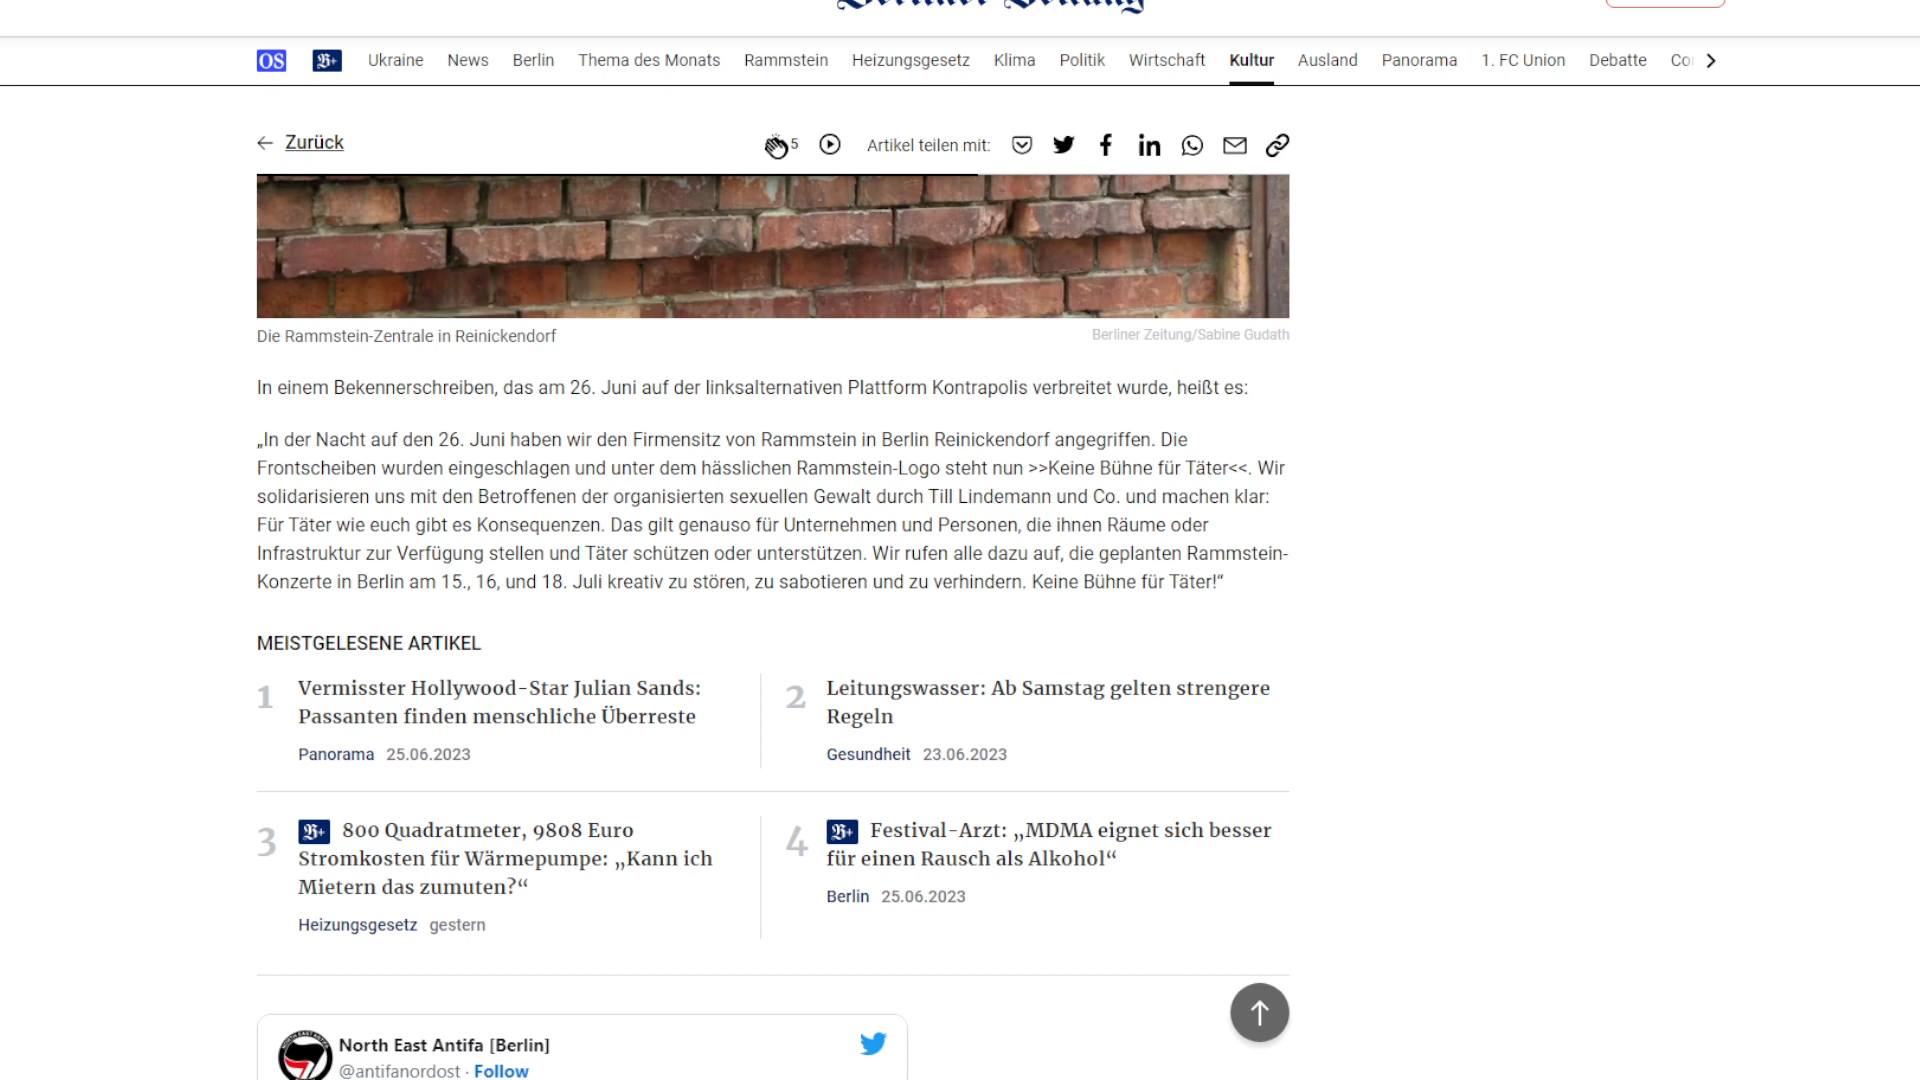 Berliner Zeitung
OS
B+
Ukraine
News
Berlin
Thema des Monats
Rammstein
Heizungsgesetz
Klima
Politik
Wirtschaft
Kultur
Ausland
Panorama
1. FC Union
Debatte
Zurück
5
Artikel teilen mit:
Die Rammstein-Zentrale in Reinickendorf
Berliner Zeitung/Sabine Gudath
In einem Bekennerschreiben, das am 26. Juni auf der linksalternativen Plattform Kontrapolis verbreitet wurde, heißt es:
„In der Nacht auf den 26. Juni haben wir den Firmensitz von Rammstein in Berlin Reinickendorf angegriffen. Die
Frontscheiben wurden eingeschlagen und unter dem hässlichen Rammstein-Logo steht nun >>Keine Bühne für Täter<<. Wir
solidarisieren uns mit den Betroffenen der organisierten sexuellen Gewalt durch Till Lindemann und Co. und machen klar:
Für Täter wie euch gibt es Konsequenzen. Das gilt genauso für Unternehmen und Personen, die ihnen Räume oder
Infrastruktur zur Verfügung stellen und Täter schützen oder unterstützen. Wir rufen alle dazu auf, die geplanten Rammstein-
Konzerte in Berlin am 15., 16, und 18. Juli kreativ zu stören, zu sabotieren und zu verhindern. Keine Bühne für Täter!“
MEISTGELESENE ARTIKEL
1
Vermisster Hollywood-Star Julian Sands:
Passanten finden menschliche Überreste
Panorama 25.06.2023
2
Leitungswasser: Ab Samstag gelten strengere
Regeln
Gesundheit 23.06.2023
3
B+ 800 Quadratmeter, 9808 Euro
Stromkosten für Wärmepumpe: „Kann ich
Mietern das zumuten?“
Heizungsgesetz gestern
4
B+ Festival-Arzt: „MDMA eignet sich besser
für einen Rausch als Alkohol“
Berlin 25.06.2023
North East Antifa [Berlin]
@antifanordost · Follow